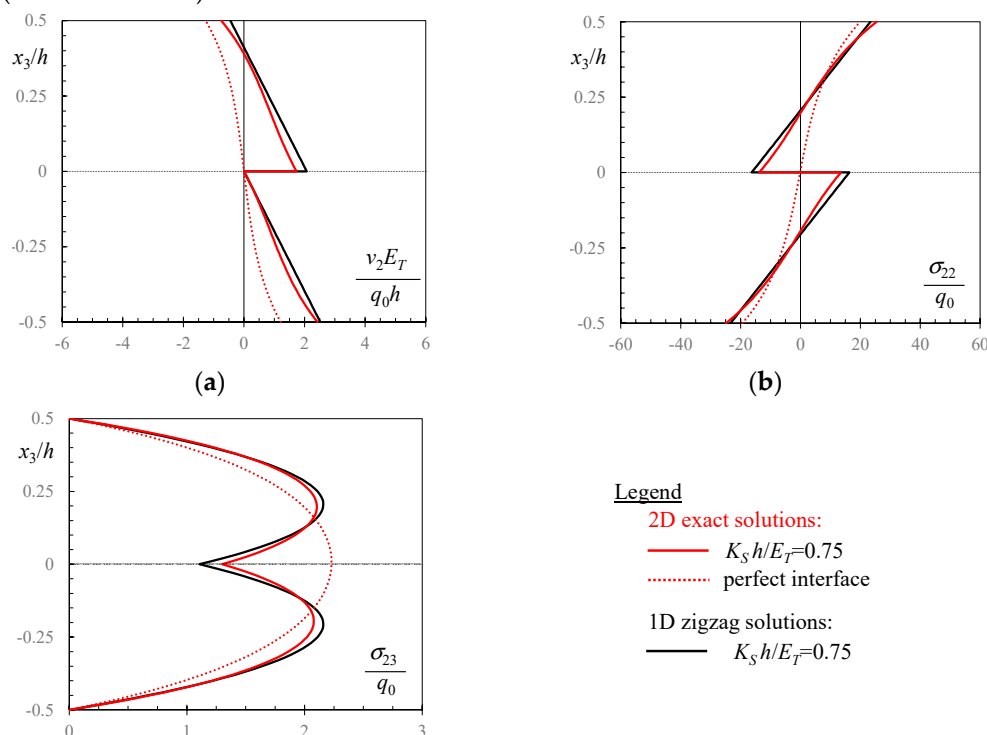 0.5
x3/h
0.25
0
-0.25
-0.5
-6 -4 -2 0 2 4 6
v2ET
q0h
(a)
0.5
x3/h
0.25
0
-0.25
-0.5
-60 -40 -20 0 20 40 60
σ22
q0
(b)
0.5
x3/h
0.25
0
-0.25
-0.5
0 1 2 3
σ23
q0
Legend
2D exact solutions:
KS h/ET=0.75
perfect interface
1D zigzag solutions:
KS h/ET=0.75